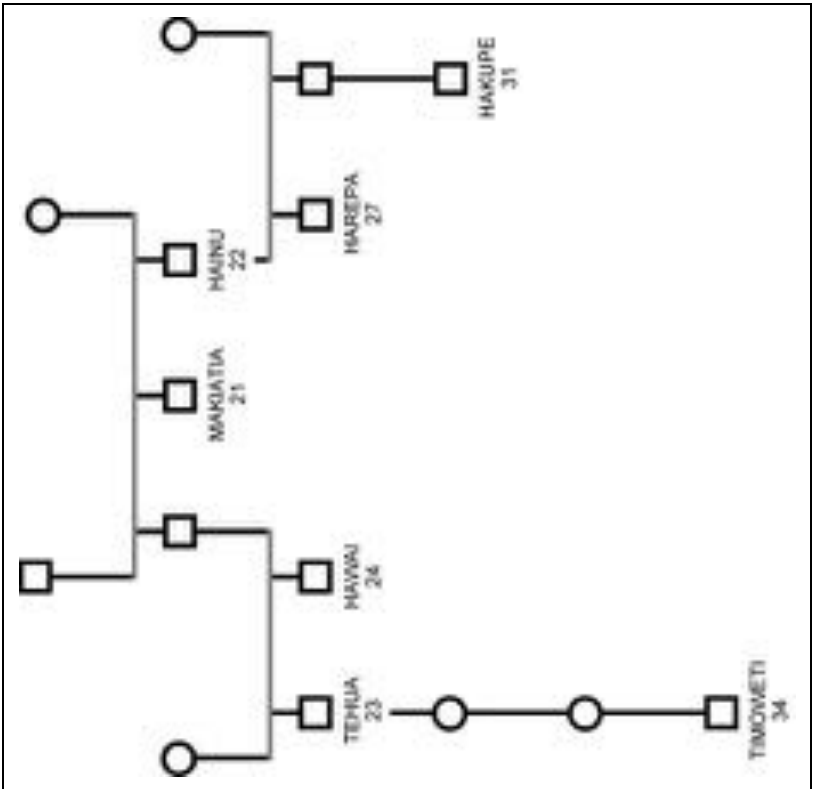 MAKIATIA
21
HAINU
22
TEHUA
23
HAWAI
24
HAREPA
27
HAKUPE
31
TIMOWETI
34